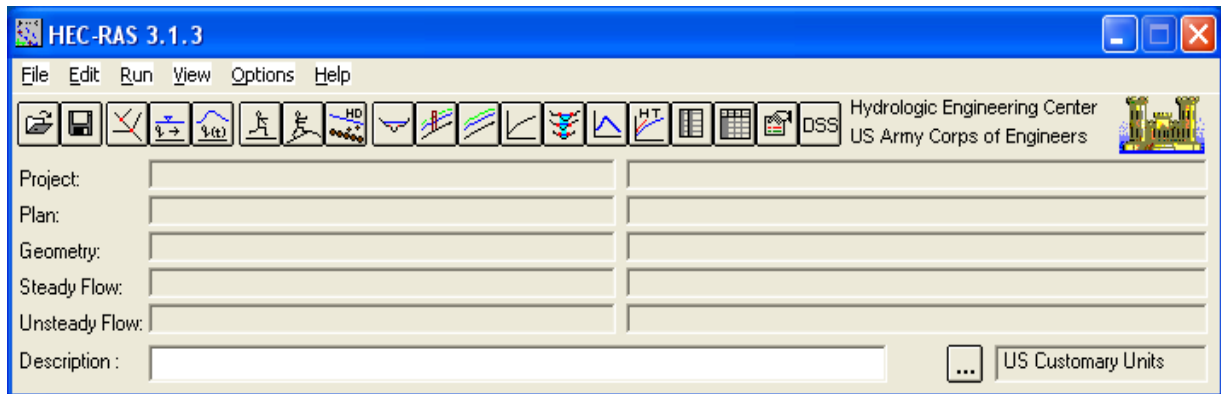 HEC-RAS 3.1.3
File Edit Run View Options Help
HD HT DSS
Hydrologic Engineering Center
US Army Corps of Engineers
Project:
Plan:
Geometry:
Steady Flow:
Unsteady Flow:
Description :
...
US Customary Units